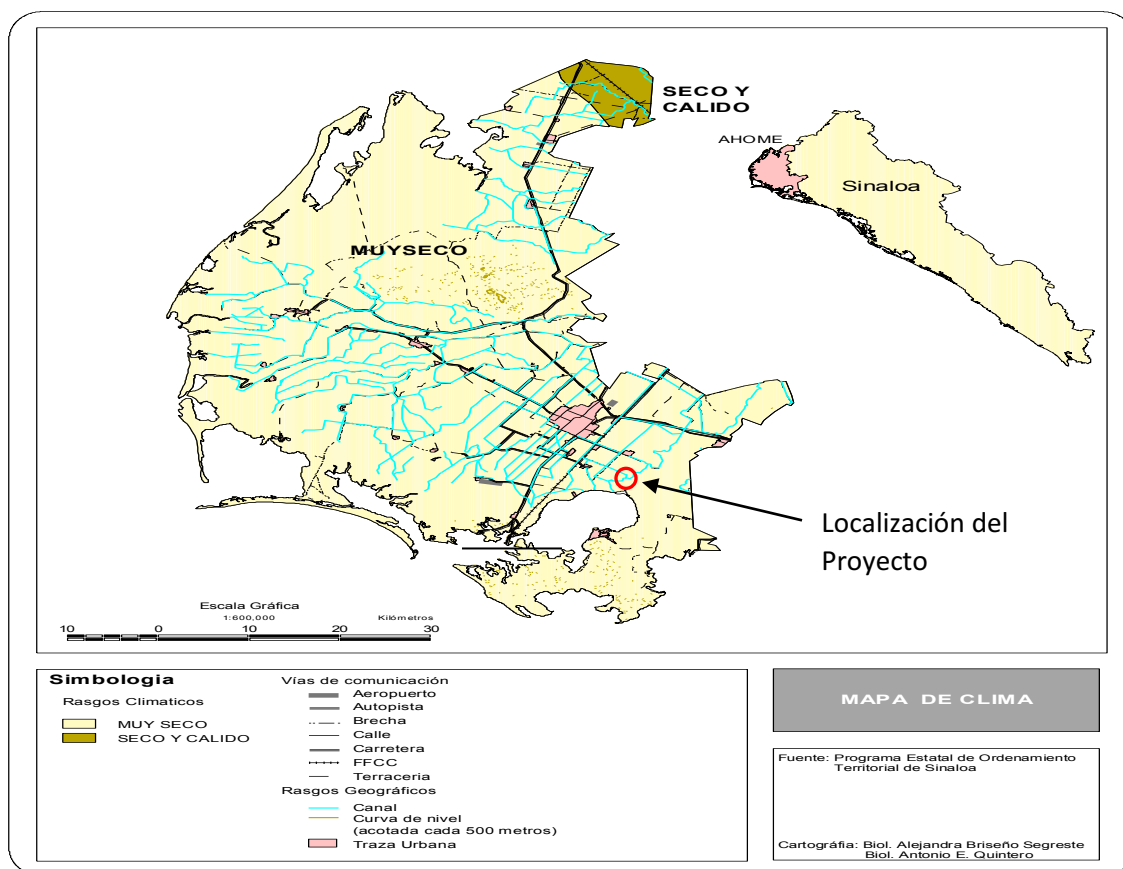 SECO Y
CALIDO
AHOME
Sinaloa
MUYSECO
Localización del
Proyecto
Escala Gráfica
1:600,000
Kilómetros
10 0 10 20 30
Simbologia
Rasgos Climaticos
MUY SECO
SECO Y CALIDO
Vías de comunicación
Aeropuerto
Autopista
Brecha
Calle
Carretera
FFCC
Terraceria
Rasgos Geográficos
Canal
Curva de nivel
(acotada cada 500 metros)
Traza Urbana
MAPA DE CLIMA
Fuente: Programa Estatal de Ordenamiento
Territorial de Sinaloa
Cartográfia: Biol. Alejandra Briseño Segreste
Biol. Antonio E. Quintero